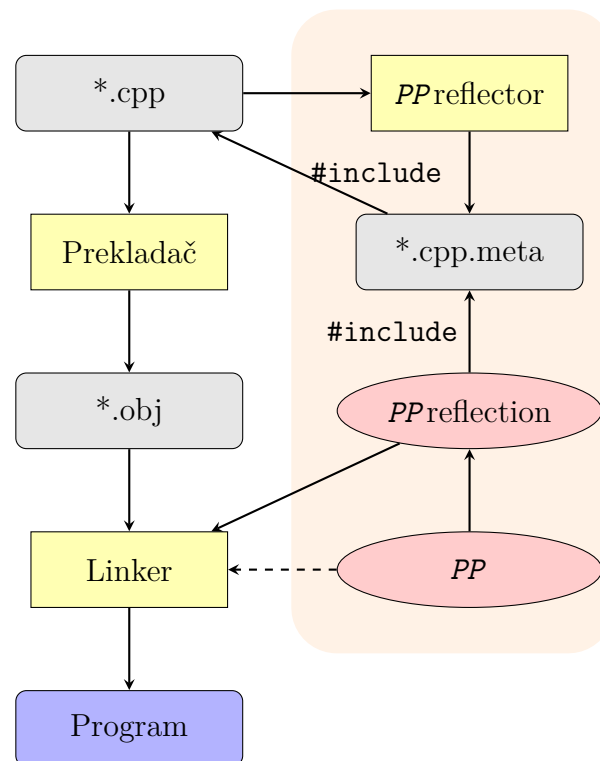 *.cpp
PP reflector
#include
Prekladač
*.cpp.meta
#include
*.obj
PP reflection
Linker
PP
Program